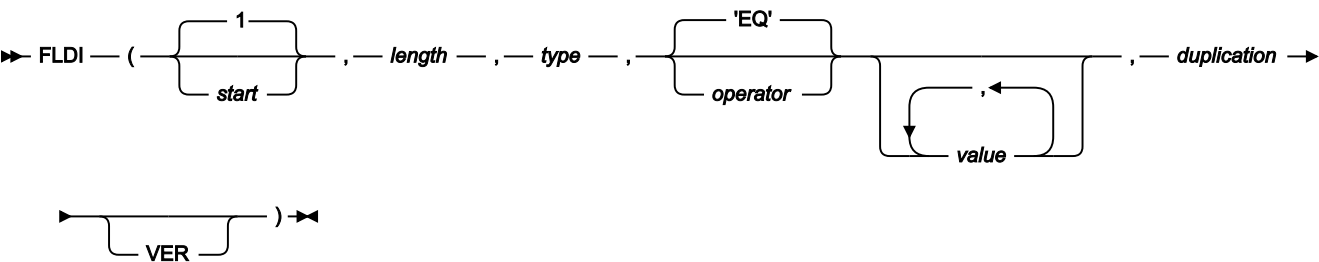 1 'EQ'
FLDI ( , length , type , , duplication
start operator ,
value
)
VER